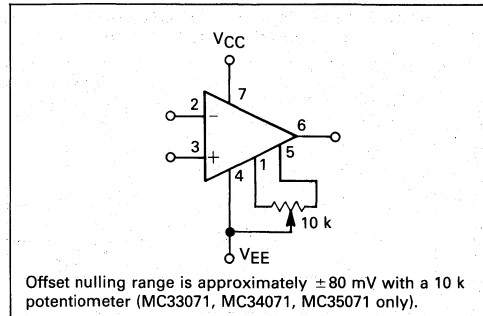 VCC
7
2
−
6
3
+
5
4
1
10 k
VEE
Offset nulling range is approximately ±80 mV with a 10 k
potentiometer (MC33071, MC34071, MC35071 only).